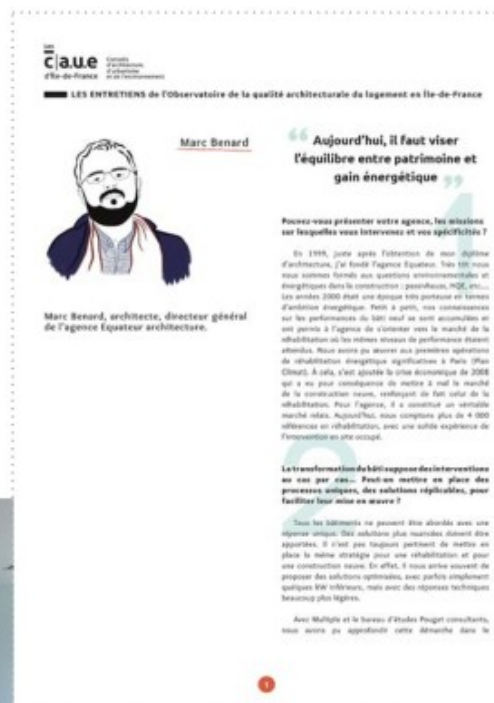 Les
c|a.u.e
d'Île-de-France
Conseils
d'architecture,
d'urbanisme
et de l'environnement
LES ENTRETIENS de l'Observatoire de la qualité architecturale du logement en Île-de-France
Marc Benard
Marc Benard, architecte, directeur général
de l'agence Equateur architecture.
“ Aujourd'hui, il faut viser
l'équilibre entre patrimoine et
gain énergétique ”
1
Pouvez-vous présenter votre agence, les missions
sur lesquelles vous intervenez et vos spécificités ?
En 1999, juste après l'obtention de mon diplôme
d'architecture, j'ai fondé l'agence Equateur. Très tôt nous
nous sommes formés aux questions environnementales et
énergétiques dans la construction : passivhauss, HQE, etc...
Les années 2000 était une époque très porteuse en termes
d'ambition énergétique. Petit à petit, nos connaissances
sur les performances du bâti neuf se sont accumulées et
ont permis à l'agence de s'orienter vers le marché de la
réhabilitation où les mêmes niveaux de performance étaient
attendus. Nous avons pu œuvrer aux premières opérations
de réhabilitation énergétique significatives à Paris (Plan
Climat). À cela, s'est ajoutée la crise économique de 2008
qui a eu pour conséquence de mettre à mal le marché
de la construction neuve, renforçant de fait celui de la
réhabilitation. Pour l'agence, il a constitué un véritable
marché relais. Aujourd'hui, nous comptons plus de 4 000
références en réhabilitation, avec une solide expérience de
l'intervention en site occupé.
2
La transformation du bâti suppose des interventions
au cas par cas... Peut-on mettre en place des
processus uniques, des solutions réplicables, pour
faciliter leur mise en œuvre ?
Tous les bâtiments ne peuvent être abordés avec une
réponse unique. Des solutions plus nuancées doivent être
apportées. Il n'est pas toujours pertinent de mettre en
place la même stratégie pour une réhabilitation et pour
une construction neuve. En effet, il nous arrive souvent de
proposer des solutions optimisées, avec parfois simplement
quelques KW inférieurs, mais avec des réponses techniques
beaucoup plus légères.
Avec Multiple et le bureau d'études Pouget consultants,
nous avons pu approfondir cette démarche dans le
1